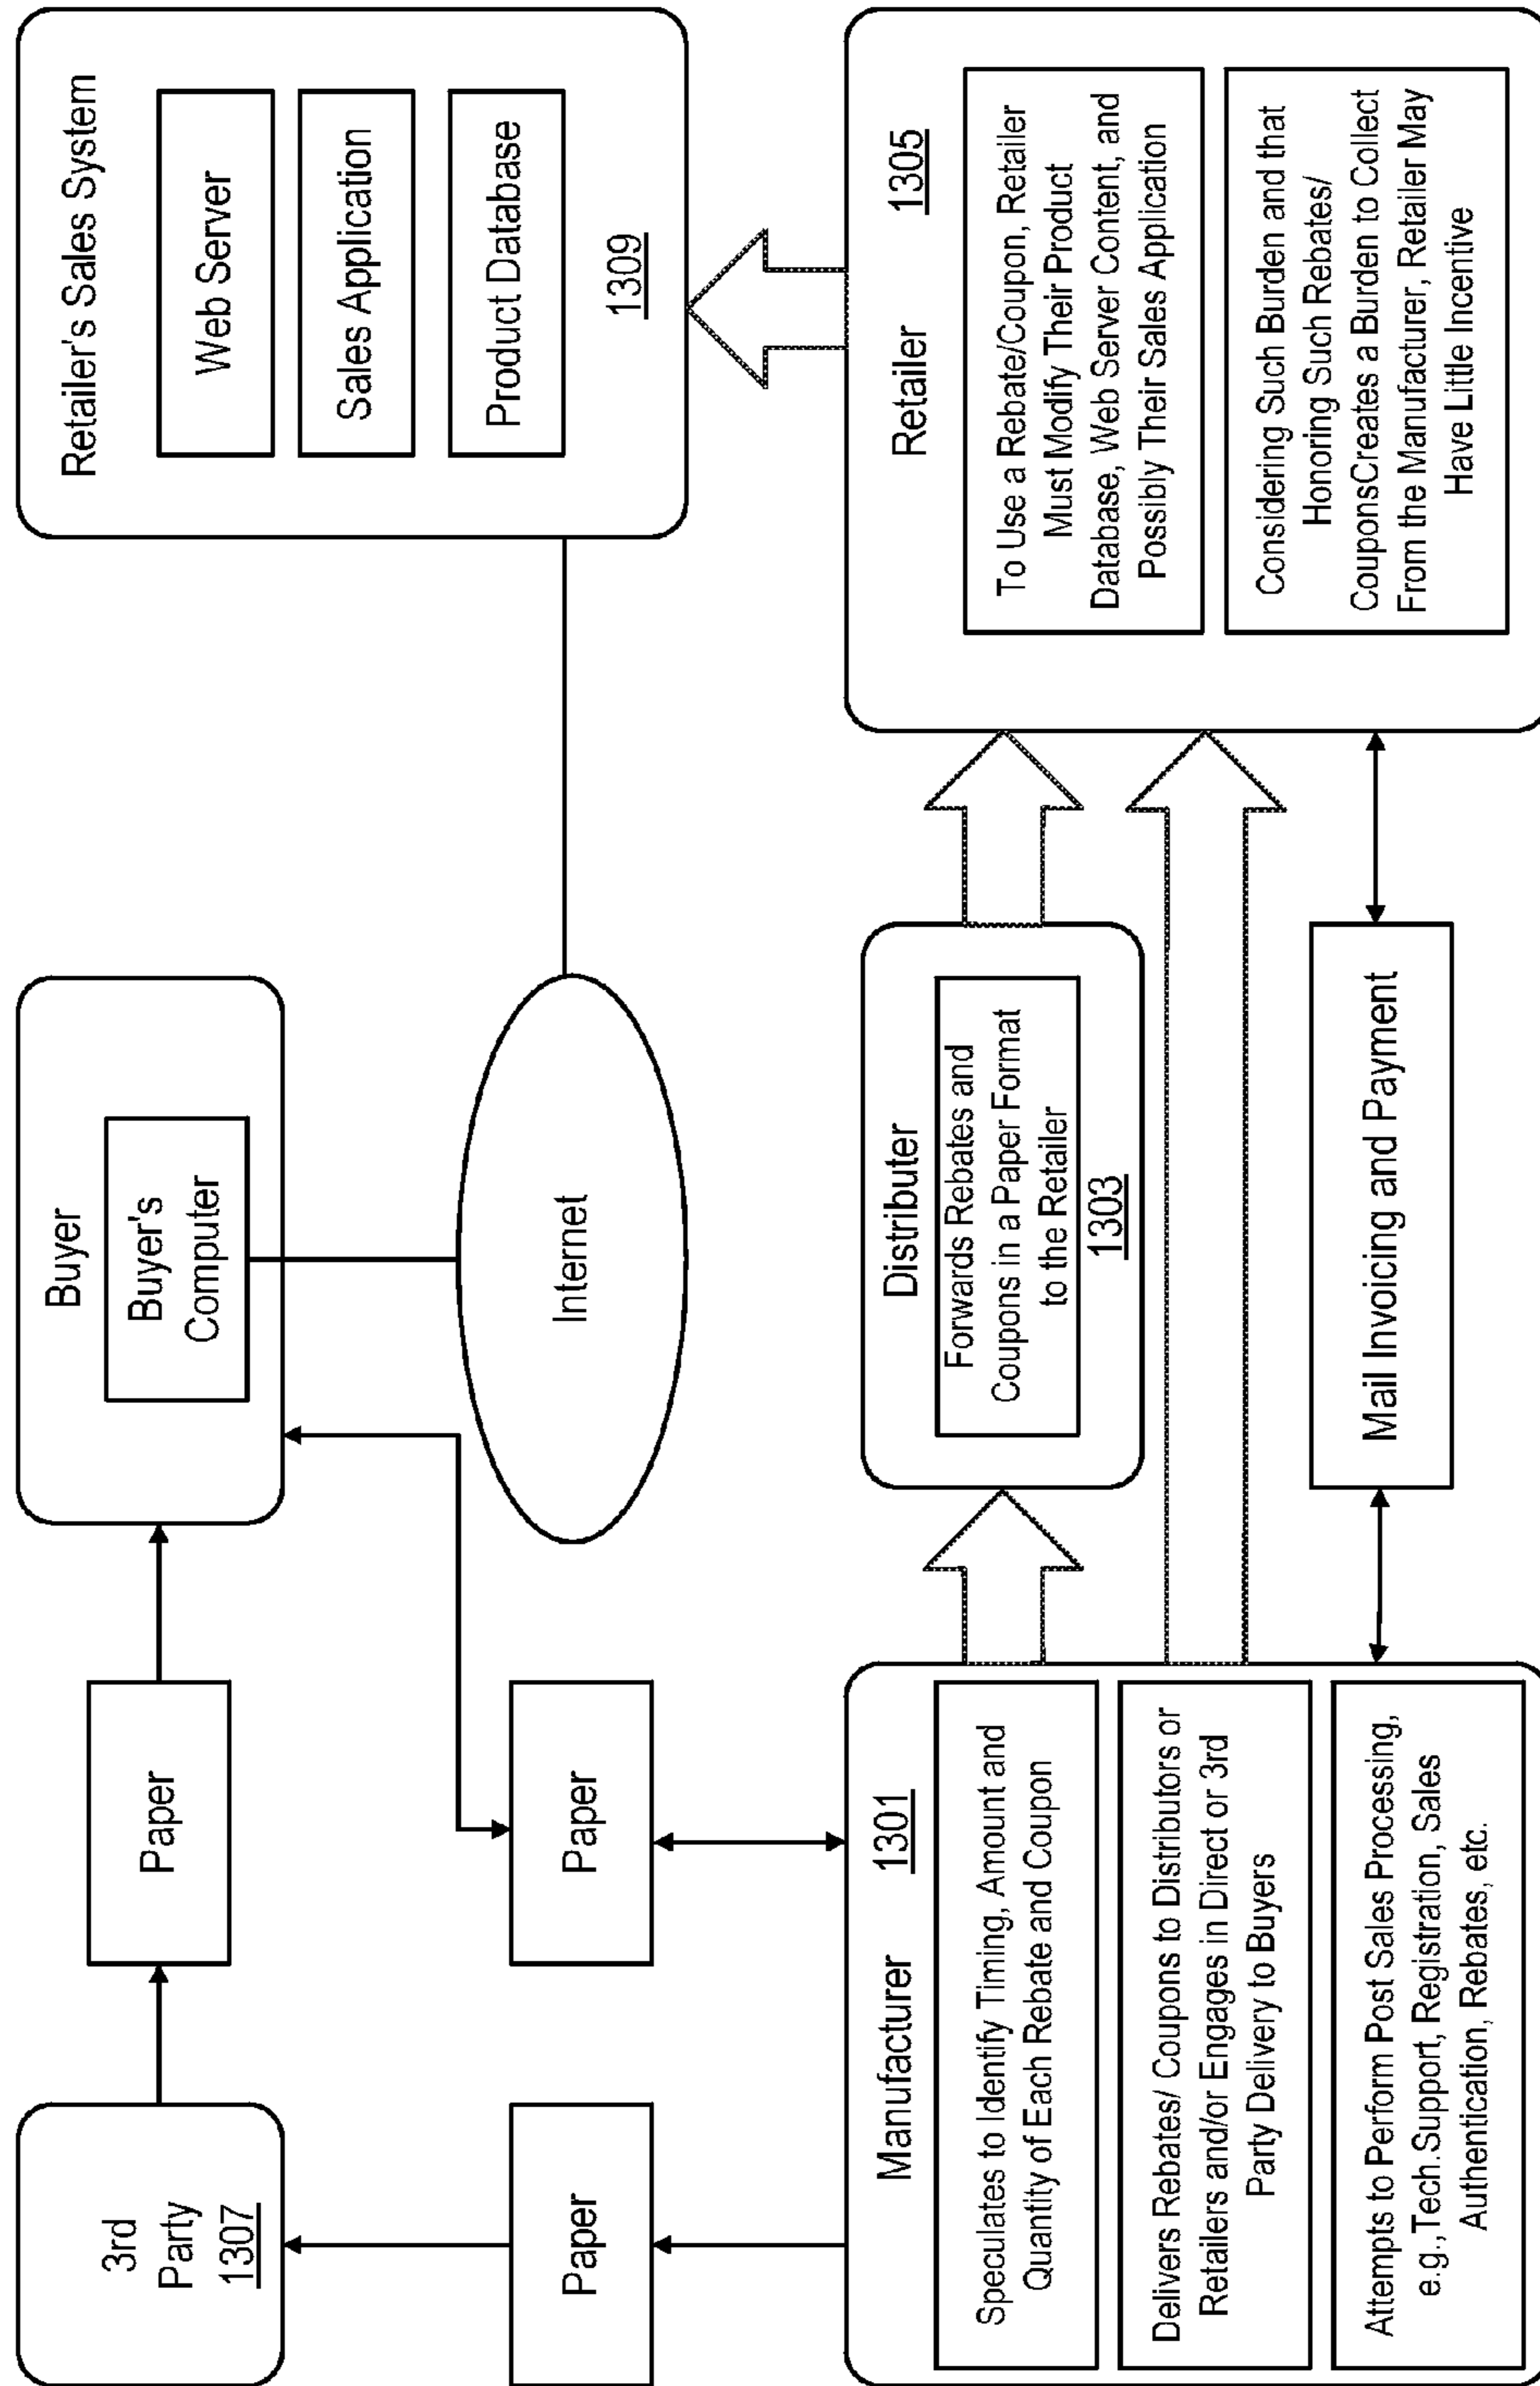 3rd
Party
1307
Paper
Buyer
Buyer's
Computer
Retailer's Sales System
Web Server
Sales Application
Product Database
1309
Paper
Paper
Internet
Manufacturer 1301
Speculates to Identify Timing, Amount and
Quantity of Each Rebate and Coupon
Delivers Rebates/ Coupons to Distributors or
Retailers and/or Engages in Direct or 3rd
Party Delivery to Buyers
Attempts to Perform Post Sales Processing,
e.g.,Tech.Support, Registration, Sales
Authentication, Rebates, etc.
Distributer
Forwards Rebates and
Coupons in a Paper Format
to the Retailer
1303
Mail Invoicing and Payment
Retailer 1305
To Use a Rebate/Coupon, Retailer
Must Modify Their Product
Database, Web Server Content, and
Possibly Their Sales Application
Considering Such Burden and that
Honoring Such Rebates/
CouponsCreates a Burden to Collect
From the Manufacturer, Retailer May
Have Little Incentive